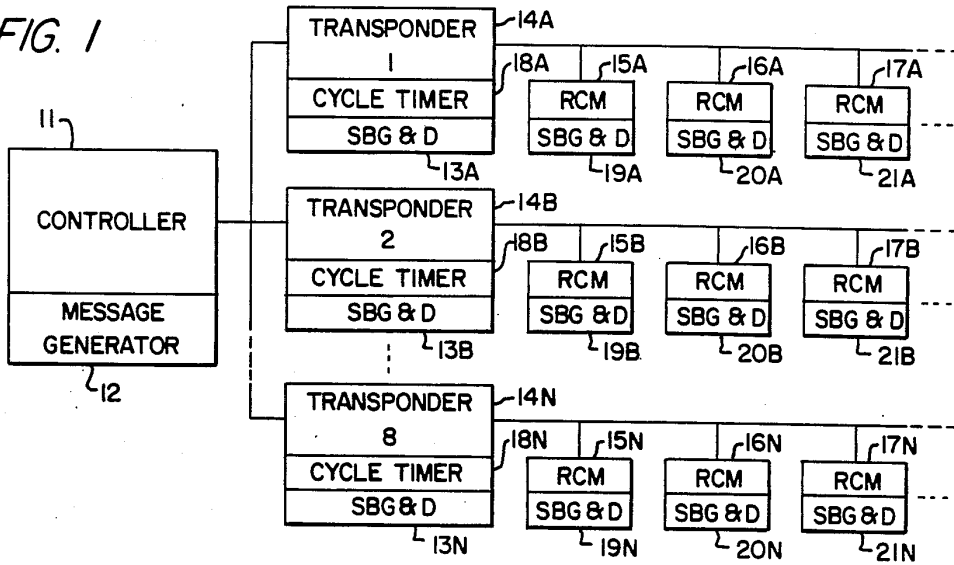 FIG. 1
11
CONTROLLER
MESSAGE
GENERATOR
12
TRANSPONDER
1
14A
CYCLE TIMER
18A
SBG & D
13A
15A
RCM
SBG & D
19A
16A
RCM
SBG & D
20A
17A
RCM
SBG & D
21A
TRANSPONDER
2
14B
CYCLE TIMER
18B
SBG & D
13B
15B
RCM
SBG & D
19B
16B
RCM
SBG & D
20B
17B
RCM
SBG & D
21B
TRANSPONDER
8
14N
CYCLE TIMER
18N
SBG & D
13N
15N
RCM
SBG & D
19N
16N
RCM
SBG & D
20N
17N
RCM
SBG & D
21N